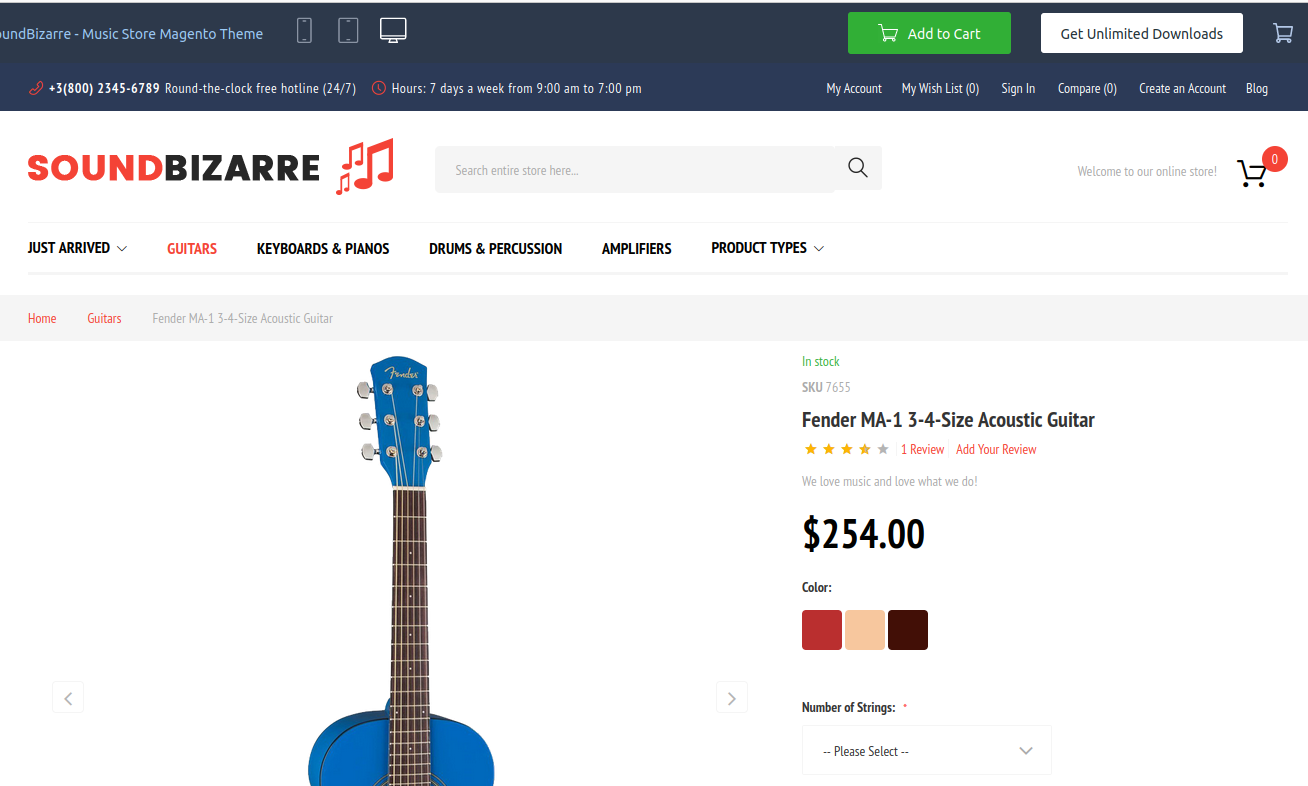 oundBizarre - Music Store Magento Theme
Add to Cart
Get Unlimited Downloads
+3(800) 2345-6789 Round-the-clock free hotline (24/7)
Hours: 7 days a week from 9:00 am to 7:00 pm
My Account
My Wish List (0)
Sign In
Compare (0)
Create an Account
Blog
SOUNDBIZARRE
Search entire store here...
Welcome to our online store!
0
JUST ARRIVED
GUITARS
KEYBOARDS & PIANOS
DRUMS & PERCUSSION
AMPLIFIERS
PRODUCT TYPES
Home
Guitars
Fender MA-1 3-4-Size Acoustic Guitar
Fender
In stock
SKU 7655
Fender MA-1 3-4-Size Acoustic Guitar
1 Review
Add Your Review
We love music and love what we do!
$254.00
Color:
Number of Strings: *
-- Please Select --